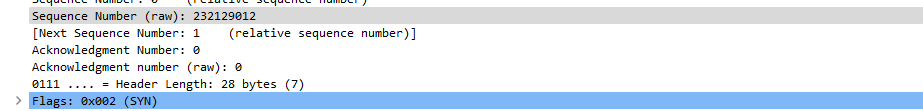 Sequence Number: 0    (relative sequence number)
Sequence Number (raw): 232129012
[Next Sequence Number: 1    (relative sequence number)]
Acknowledgment Number: 0
Acknowledgment number (raw): 0
0111 .... = Header Length: 28 bytes (7)
Flags: 0x002 (SYN)